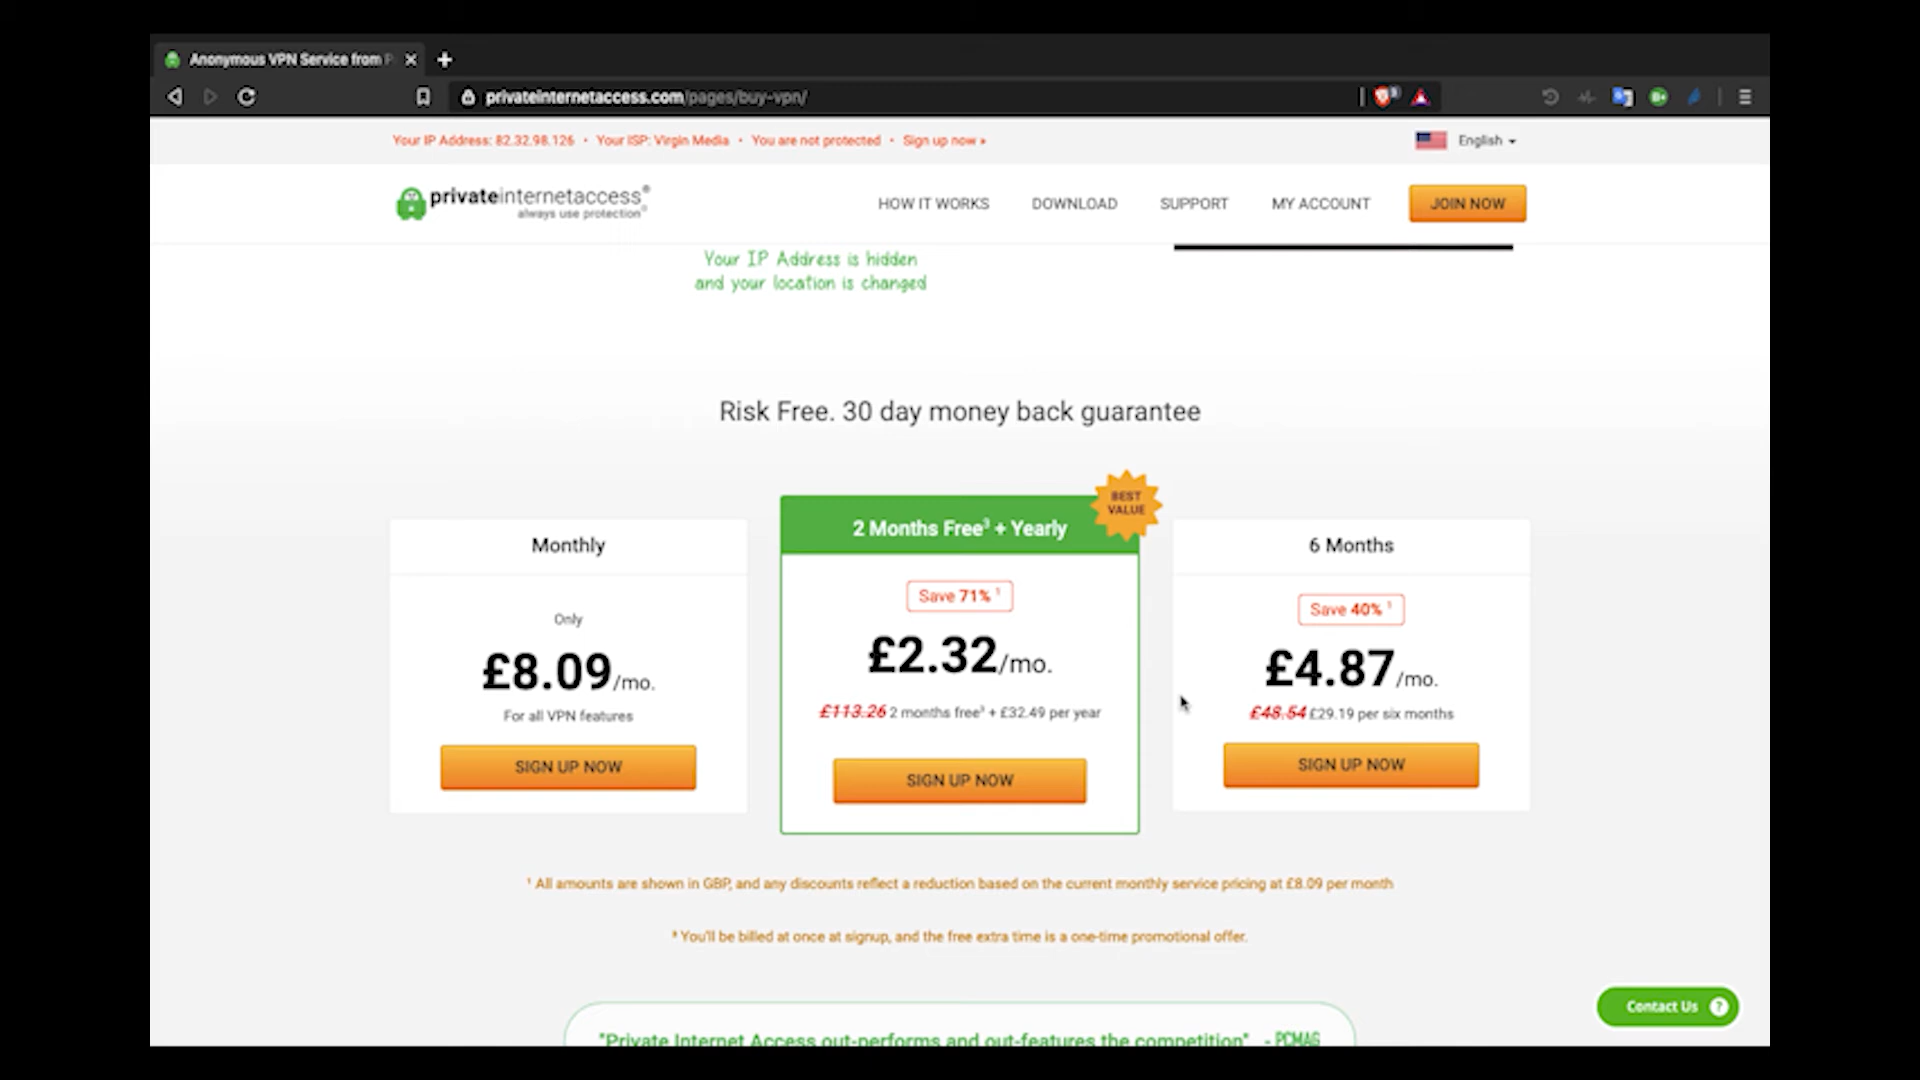 Anonymous VPN Service from P
privateinternetaccess.com/pages/buy-vpn/
Your IP Address: 82.32.98.126 • Your ISP: Virgin Media • You are not protected • Sign up now »
English
privateinternetaccess®
always use protection®
HOW IT WORKS
DOWNLOAD
SUPPORT
MY ACCOUNT
JOIN NOW
Your IP Address is hidden
and your location is changed
Risk Free. 30 day money back guarantee
Monthly
Only
£8.09/mo.
For all VPN features
SIGN UP NOW
BEST
VALUE
2 Months Free³ + Yearly
Save 71% ¹
£2.32/mo.
£113.26 2 months free³ + £32.49 per year
SIGN UP NOW
6 Months
Save 40% ¹
£4.87/mo.
£48.54 £29.19 per six months
SIGN UP NOW
¹ All amounts are shown in GBP, and any discounts reflect a reduction based on the current monthly service pricing at £8.09 per month
³ You'll be billed at once at signup, and the free extra time is a one-time promotional offer.
"Private Internet Access out-performs and out-features the competition" - PCMAG
Contact Us ?